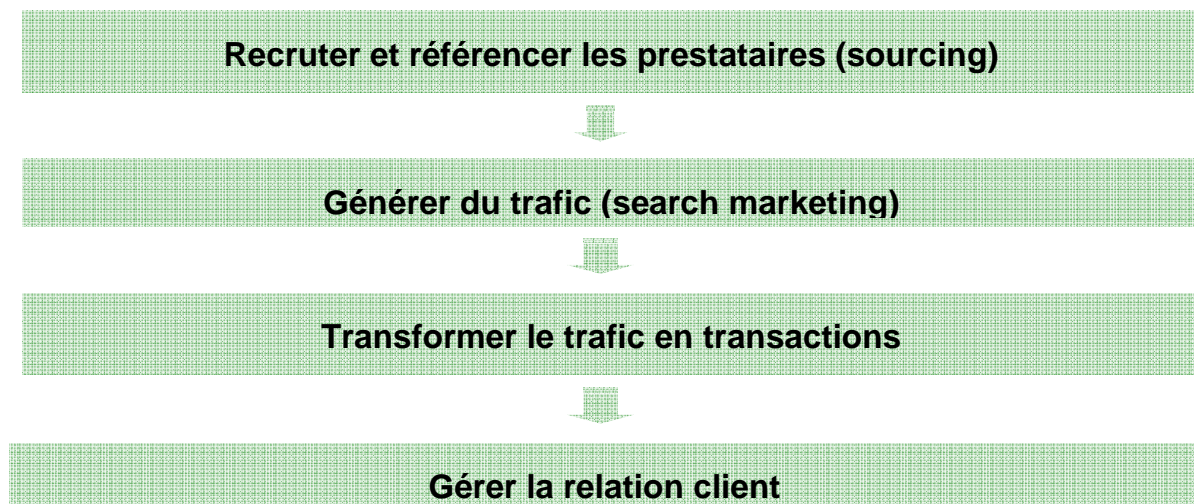 Recruter et référencer les prestataires (sourcing)
Générer du trafic (search marketing)
Transformer le trafic en transactions
Gérer la relation client